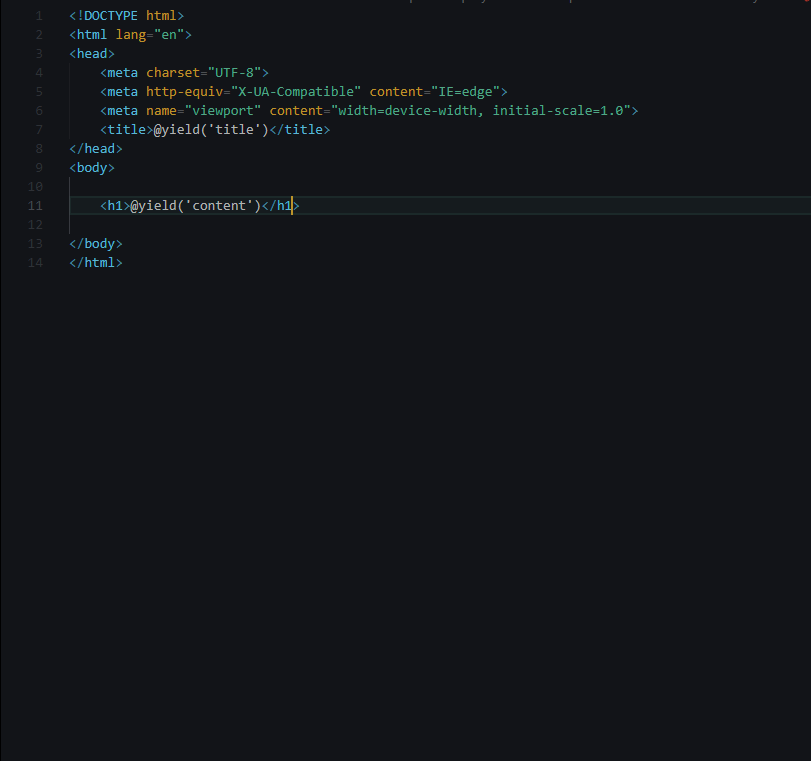 1 <!DOCTYPE html>
2 <html lang="en">
3 <head>
4     <meta charset="UTF-8">
5     <meta http-equiv="X-UA-Compatible" content="IE=edge">
6     <meta name="viewport" content="width=device-width, initial-scale=1.0">
7     <title>@yield('title')</title>
8 </head>
9 <body>
10
11     <h1>@yield('content')</h1>
12
13 </body>
14 </html>